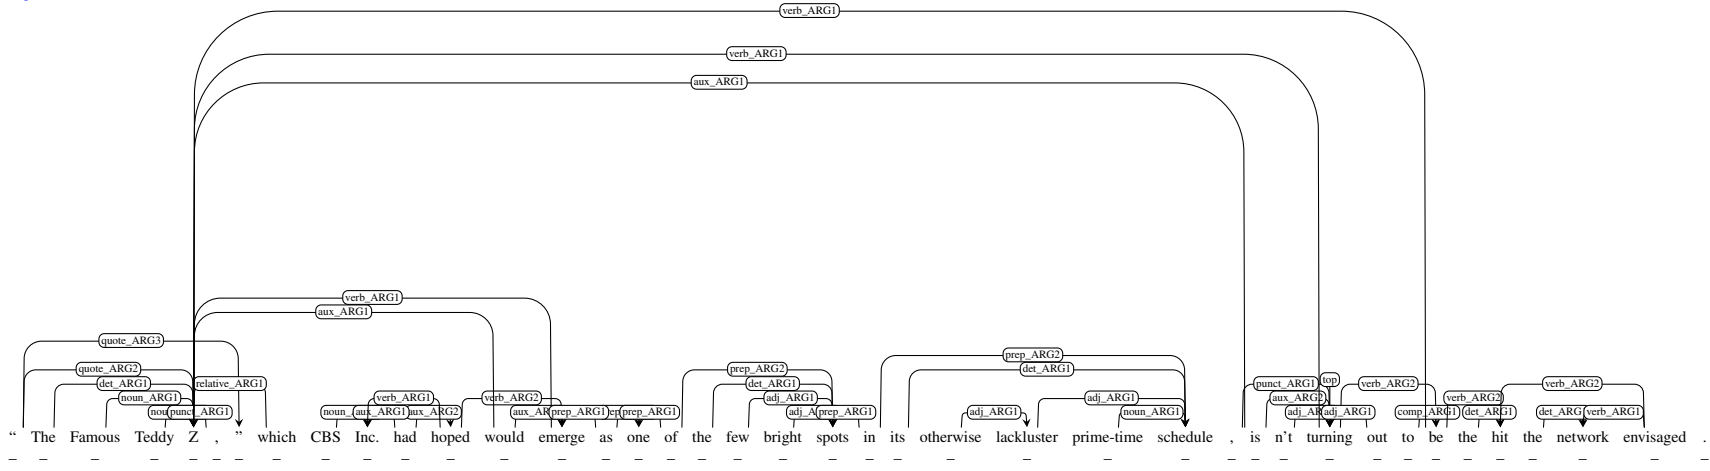 verb_ARG1
verb_ARG1
aux_ARG1
verb_ARG1
aux_ARG1
quote_ARG3
prep_ARG2
quote_ARG2 prep_ARG2 det_ARG1
det_ARG1 relative_ARG1 det_ARG1 punct_ARG1 top verb_ARG2 verb_ARG2
noun_ARG1 verb_ARG1 verb_ARG2 adj_ARG1 adj_ARG1 aux_ARG2 verb_ARG2
punct_ARG1 aux_ARG1 aux_ARG2 prep_ARG1 prep_ARG1 prep_ARG1 adj_ARG1 noun_ARG1 adj_ARG1 comp_ARG1 det_ARG1 verb_ARG1
“ The Famous Teddy Z , ” which CBS Inc. had hoped would emerge as one of the few bright spots in its otherwise lackluster prime-time schedule , is n't turning out to be the hit the network envisaged .